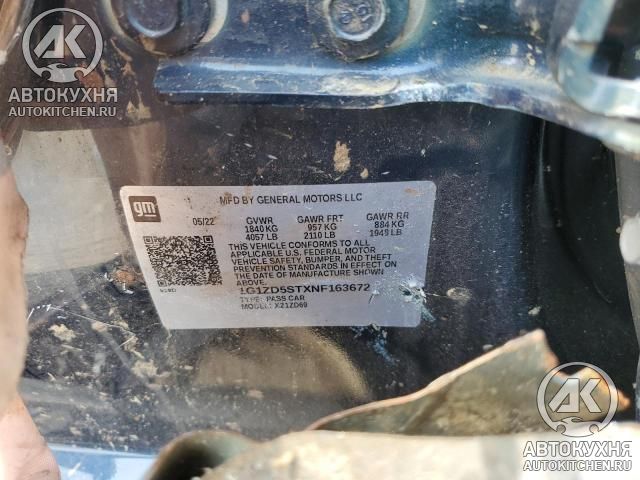 AK
АВТОКУХНЯ
AUTOKITCHEN.RU
gm
MFD BY GENERAL MOTORS LLC
05/22 GVWR GAWR FRT GAWR RR
1840 KG 957 KG 884 KG
4057 LB 2110 LB 1948 LB
THIS VEHICLE CONFORMS TO ALL
APPLICABLE U.S. FEDERAL MOTOR
VEHICLE SAFETY, BUMPER, AND THEFT
PREVENTION STANDARDS IN EFFECT ON
THE DATE OF MANUFACTURE SHOWN
ABOVE.
1G1ZD5STXNF163672
TYPE: PASS CAR
MODEL: X21ZD69
AK
АВТОКУХНЯ
AUTOKITCHEN.RU